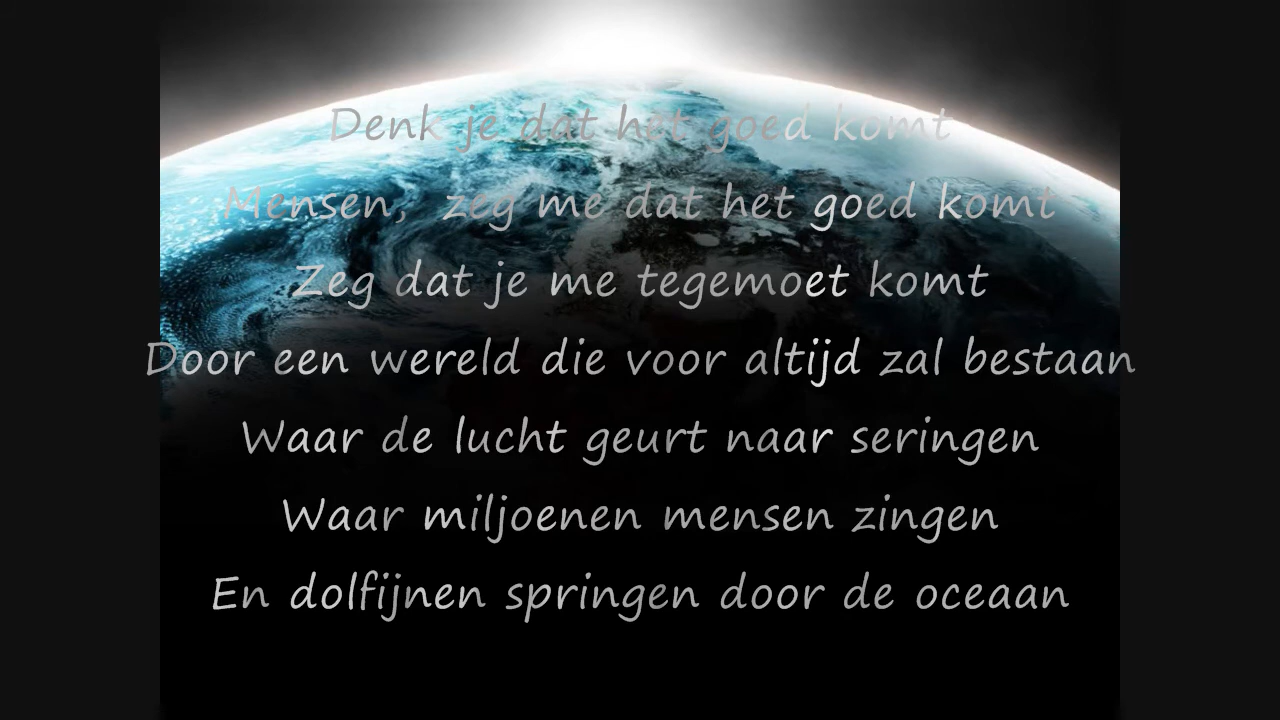 Denk je dat het goed komt
Mensen, zeg me dat het goed komt
Zeg dat je me tegemoet komt
Door een wereld die voor altijd zal bestaan
Waar de lucht geurt naar seringen
Waar miljoenen mensen zingen
En dolfijnen springen door de oceaan